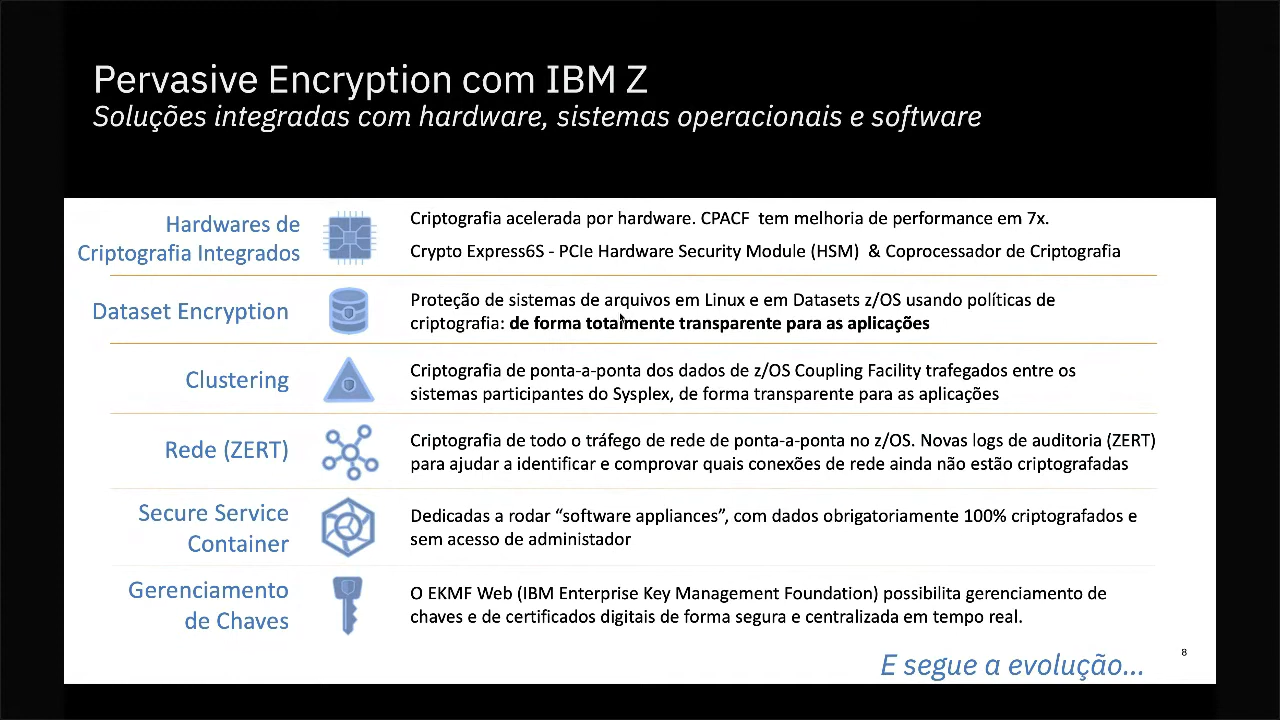 Pervasive Encryption com IBM Z
Soluções integradas com hardware, sistemas operacionais e software
Hardwares de
Criptografia Integrados
Criptografia acelerada por hardware. CPACF tem melhoria de performance em 7x.
Crypto Express6S - PCIe Hardware Security Module (HSM) & Coprocessador de Criptografia
Dataset Encryption
Proteção de sistemas de arquivos em Linux e em Datasets z/OS usando políticas de
criptografia: de forma totalmente transparente para as aplicações
Clustering
Criptografia de ponta-a-ponta dos dados de z/OS Coupling Facility trafegados entre os
sistemas participantes do Sysplex, de forma transparente para as aplicações
Rede (ZERT)
Criptografia de todo o tráfego de rede de ponta-a-ponta no z/OS. Novas logs de auditoria (ZERT)
para ajudar a identificar e comprovar quais conexões de rede ainda não estão criptografadas
Secure Service
Container
Dedicadas a rodar “software appliances”, com dados obrigatoriamente 100% criptografados e
sem acesso de administador
Gerenciamento
de Chaves
O EKMF Web (IBM Enterprise Key Management Foundation) possibilita gerenciamento de
chaves e de certificados digitais de forma segura e centralizada em tempo real.
8
E segue a evolução...